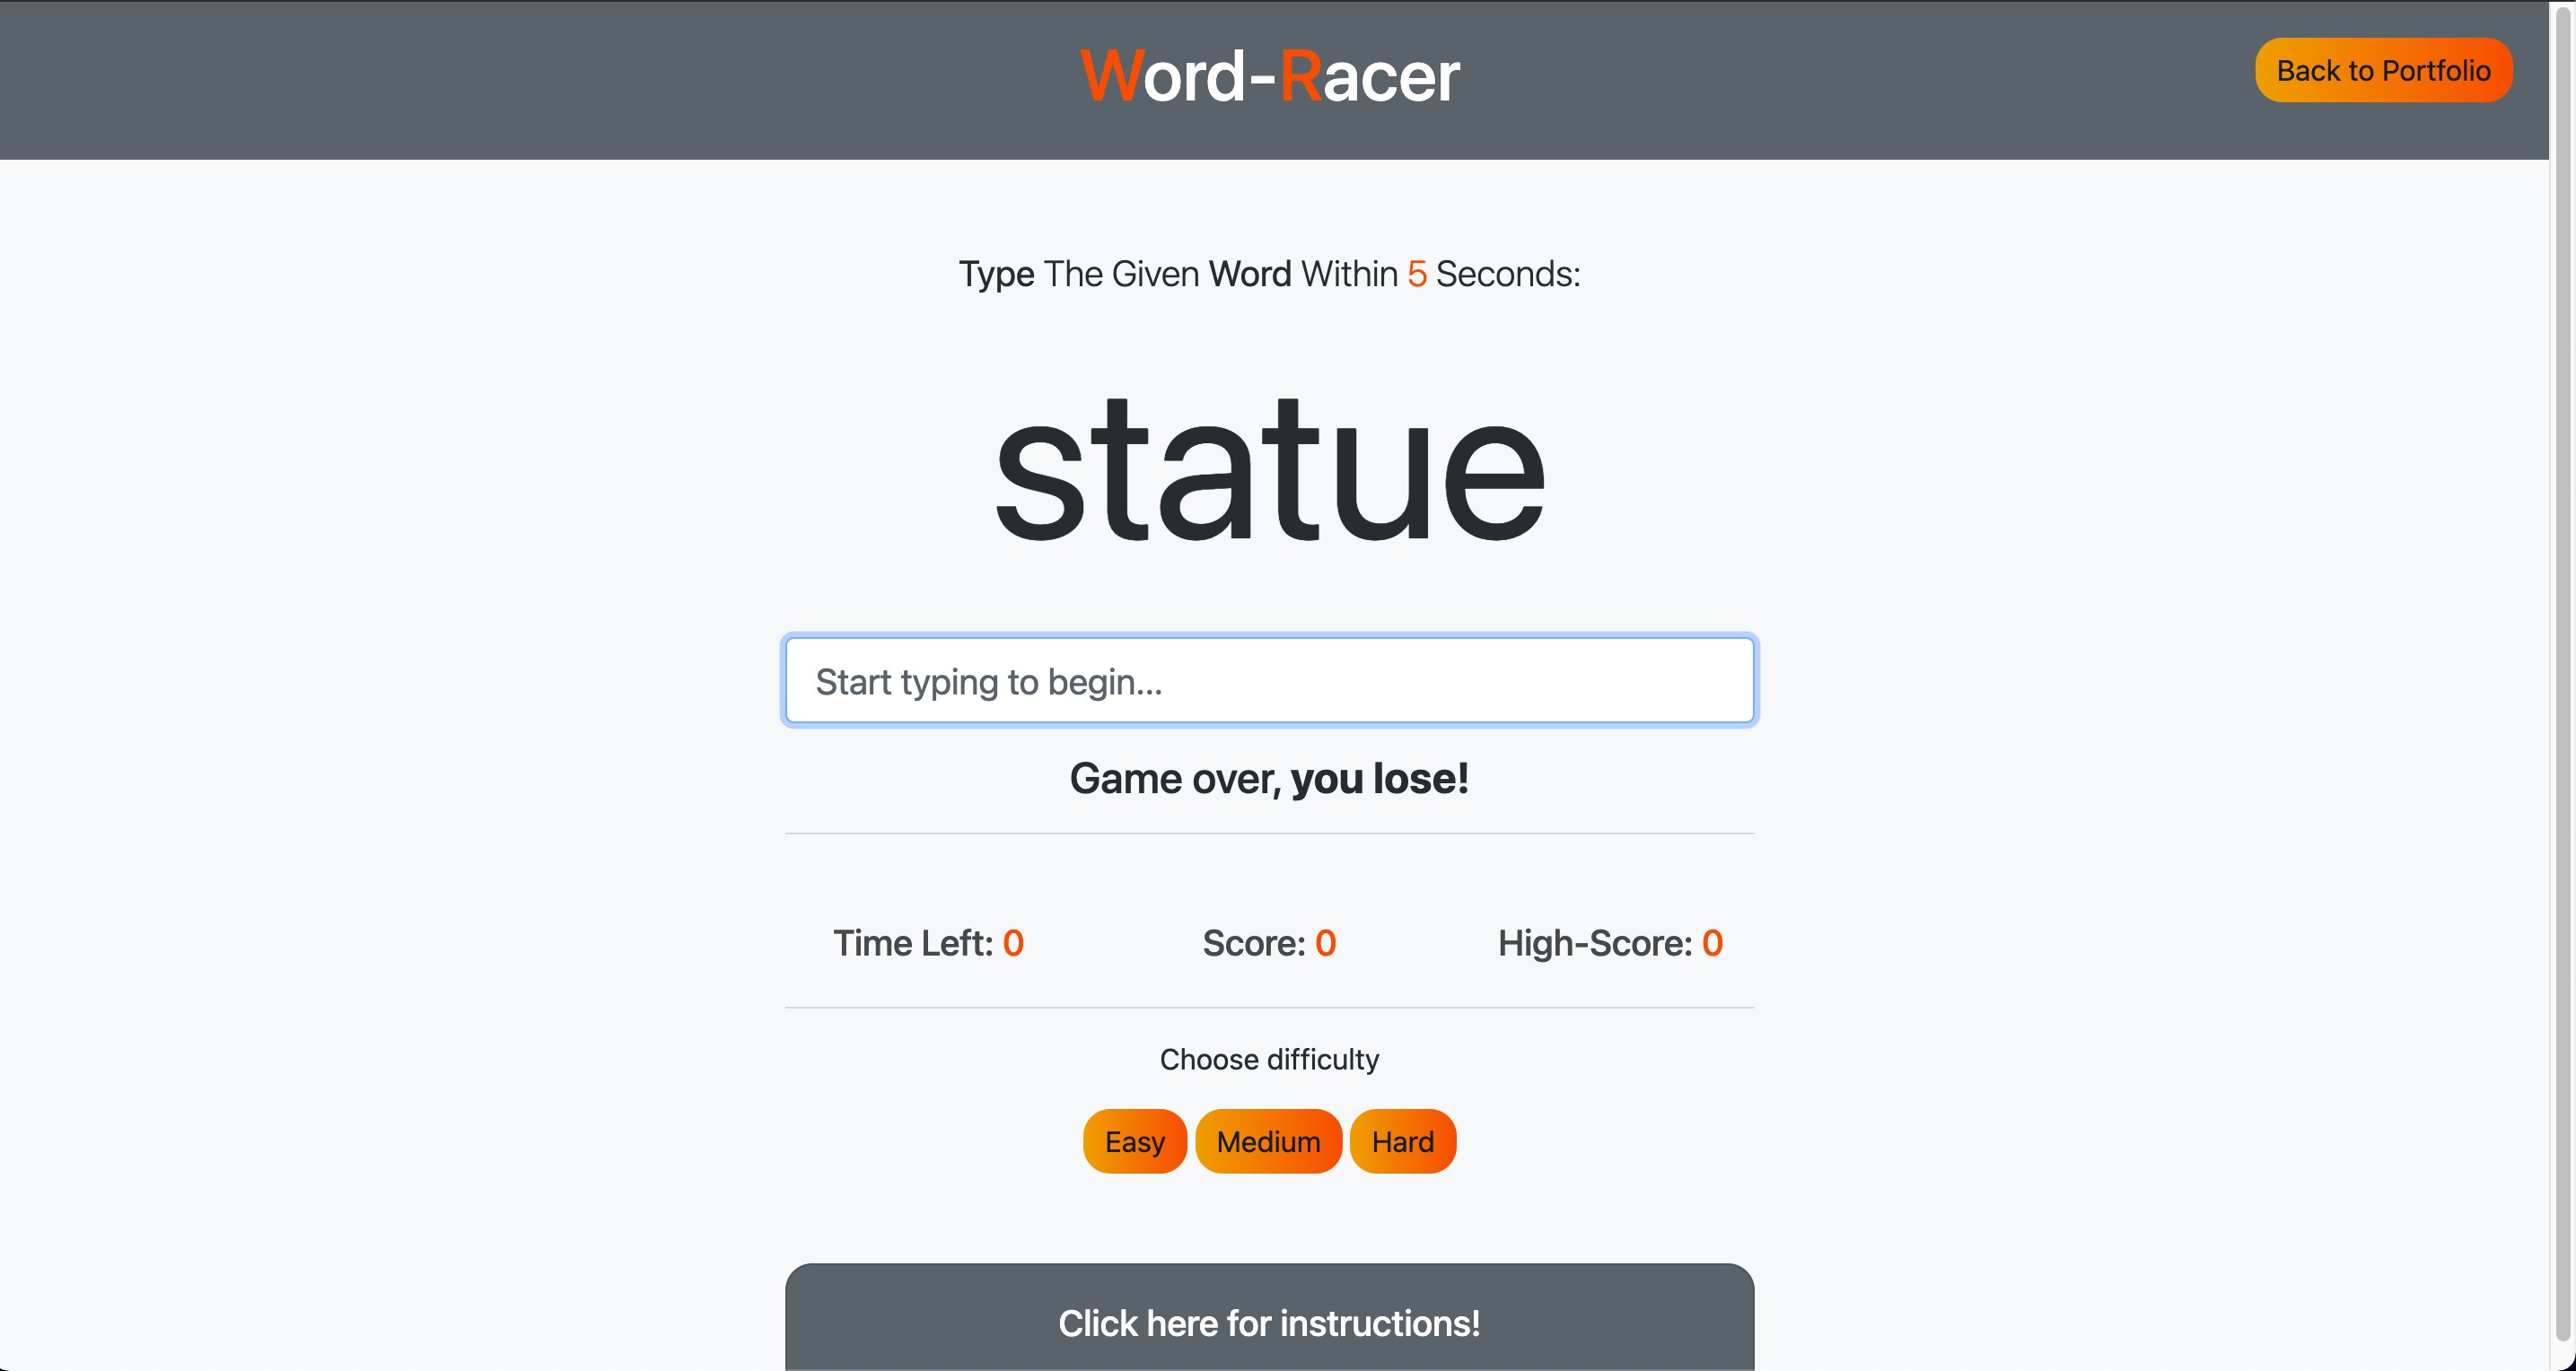 Word-Racer
Back to Portfolio
Type The Given Word Within 5 Seconds:
statue
Start typing to begin...
Game over, you lose!
Time Left: 0 Score: 0 High-Score: 0
Choose difficulty
Easy Medium Hard
Click here for instructions!